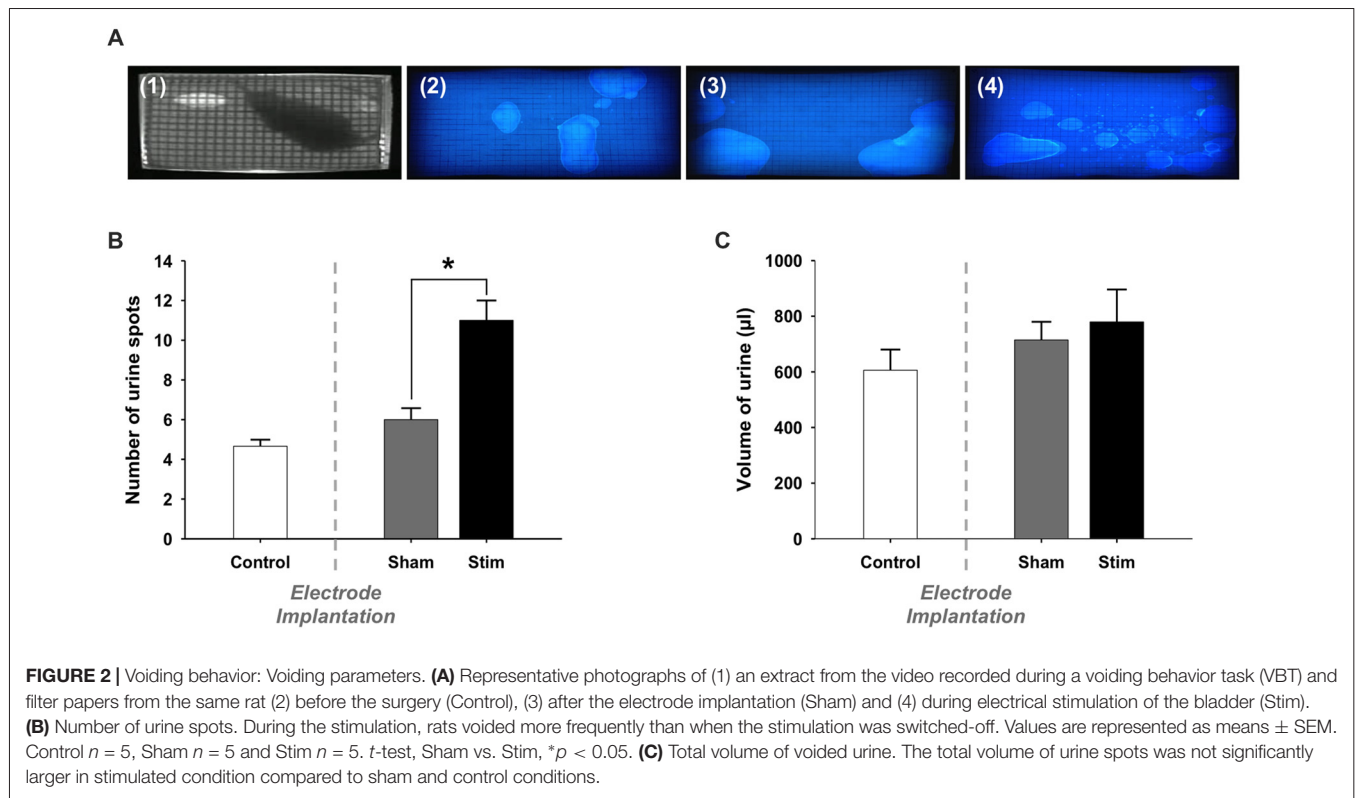 A
(1)
(2)
(3)
(4)
B
Number of urine spots
14
12
10
8
6
4
2
0
*
Control
Sham
Stim
Electrode
Implantation
C
Volume of urine (µl)
1000
800
600
400
200
0
Control
Sham
Stim
Electrode
Implantation
FIGURE 2 | Voiding behavior: Voiding parameters. (A) Representative photographs of (1) an extract from the video recorded during a voiding behavior task (VBT) and
filter papers from the same rat (2) before the surgery (Control), (3) after the electrode implantation (Sham) and (4) during electrical stimulation of the bladder (Stim).
(B) Number of urine spots. During the stimulation, rats voided more frequently than when the stimulation was switched-off. Values are represented as means ± SEM.
Control n = 5, Sham n = 5 and Stim n = 5. t-test, Sham vs. Stim, *p < 0.05. (C) Total volume of voided urine. The total volume of urine spots was not significantly
larger in stimulated condition compared to sham and control conditions.